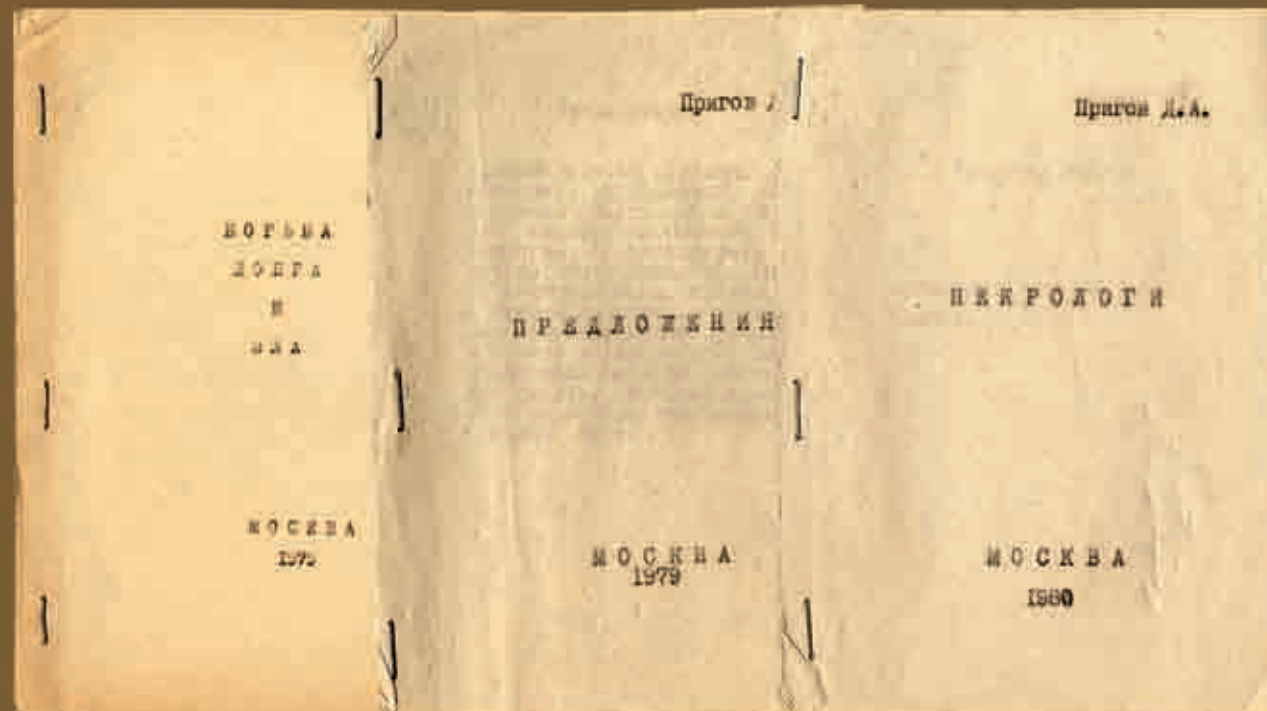 БОРЬБА
ДОБРА
И
ЗЛА
МОСКВА
Пригов
ПРЕДЛОЖЕНИЯ
МОСКВА
1979
Пригов Д.А.
НЕКРОЛОГИ
МОСКВА
1980